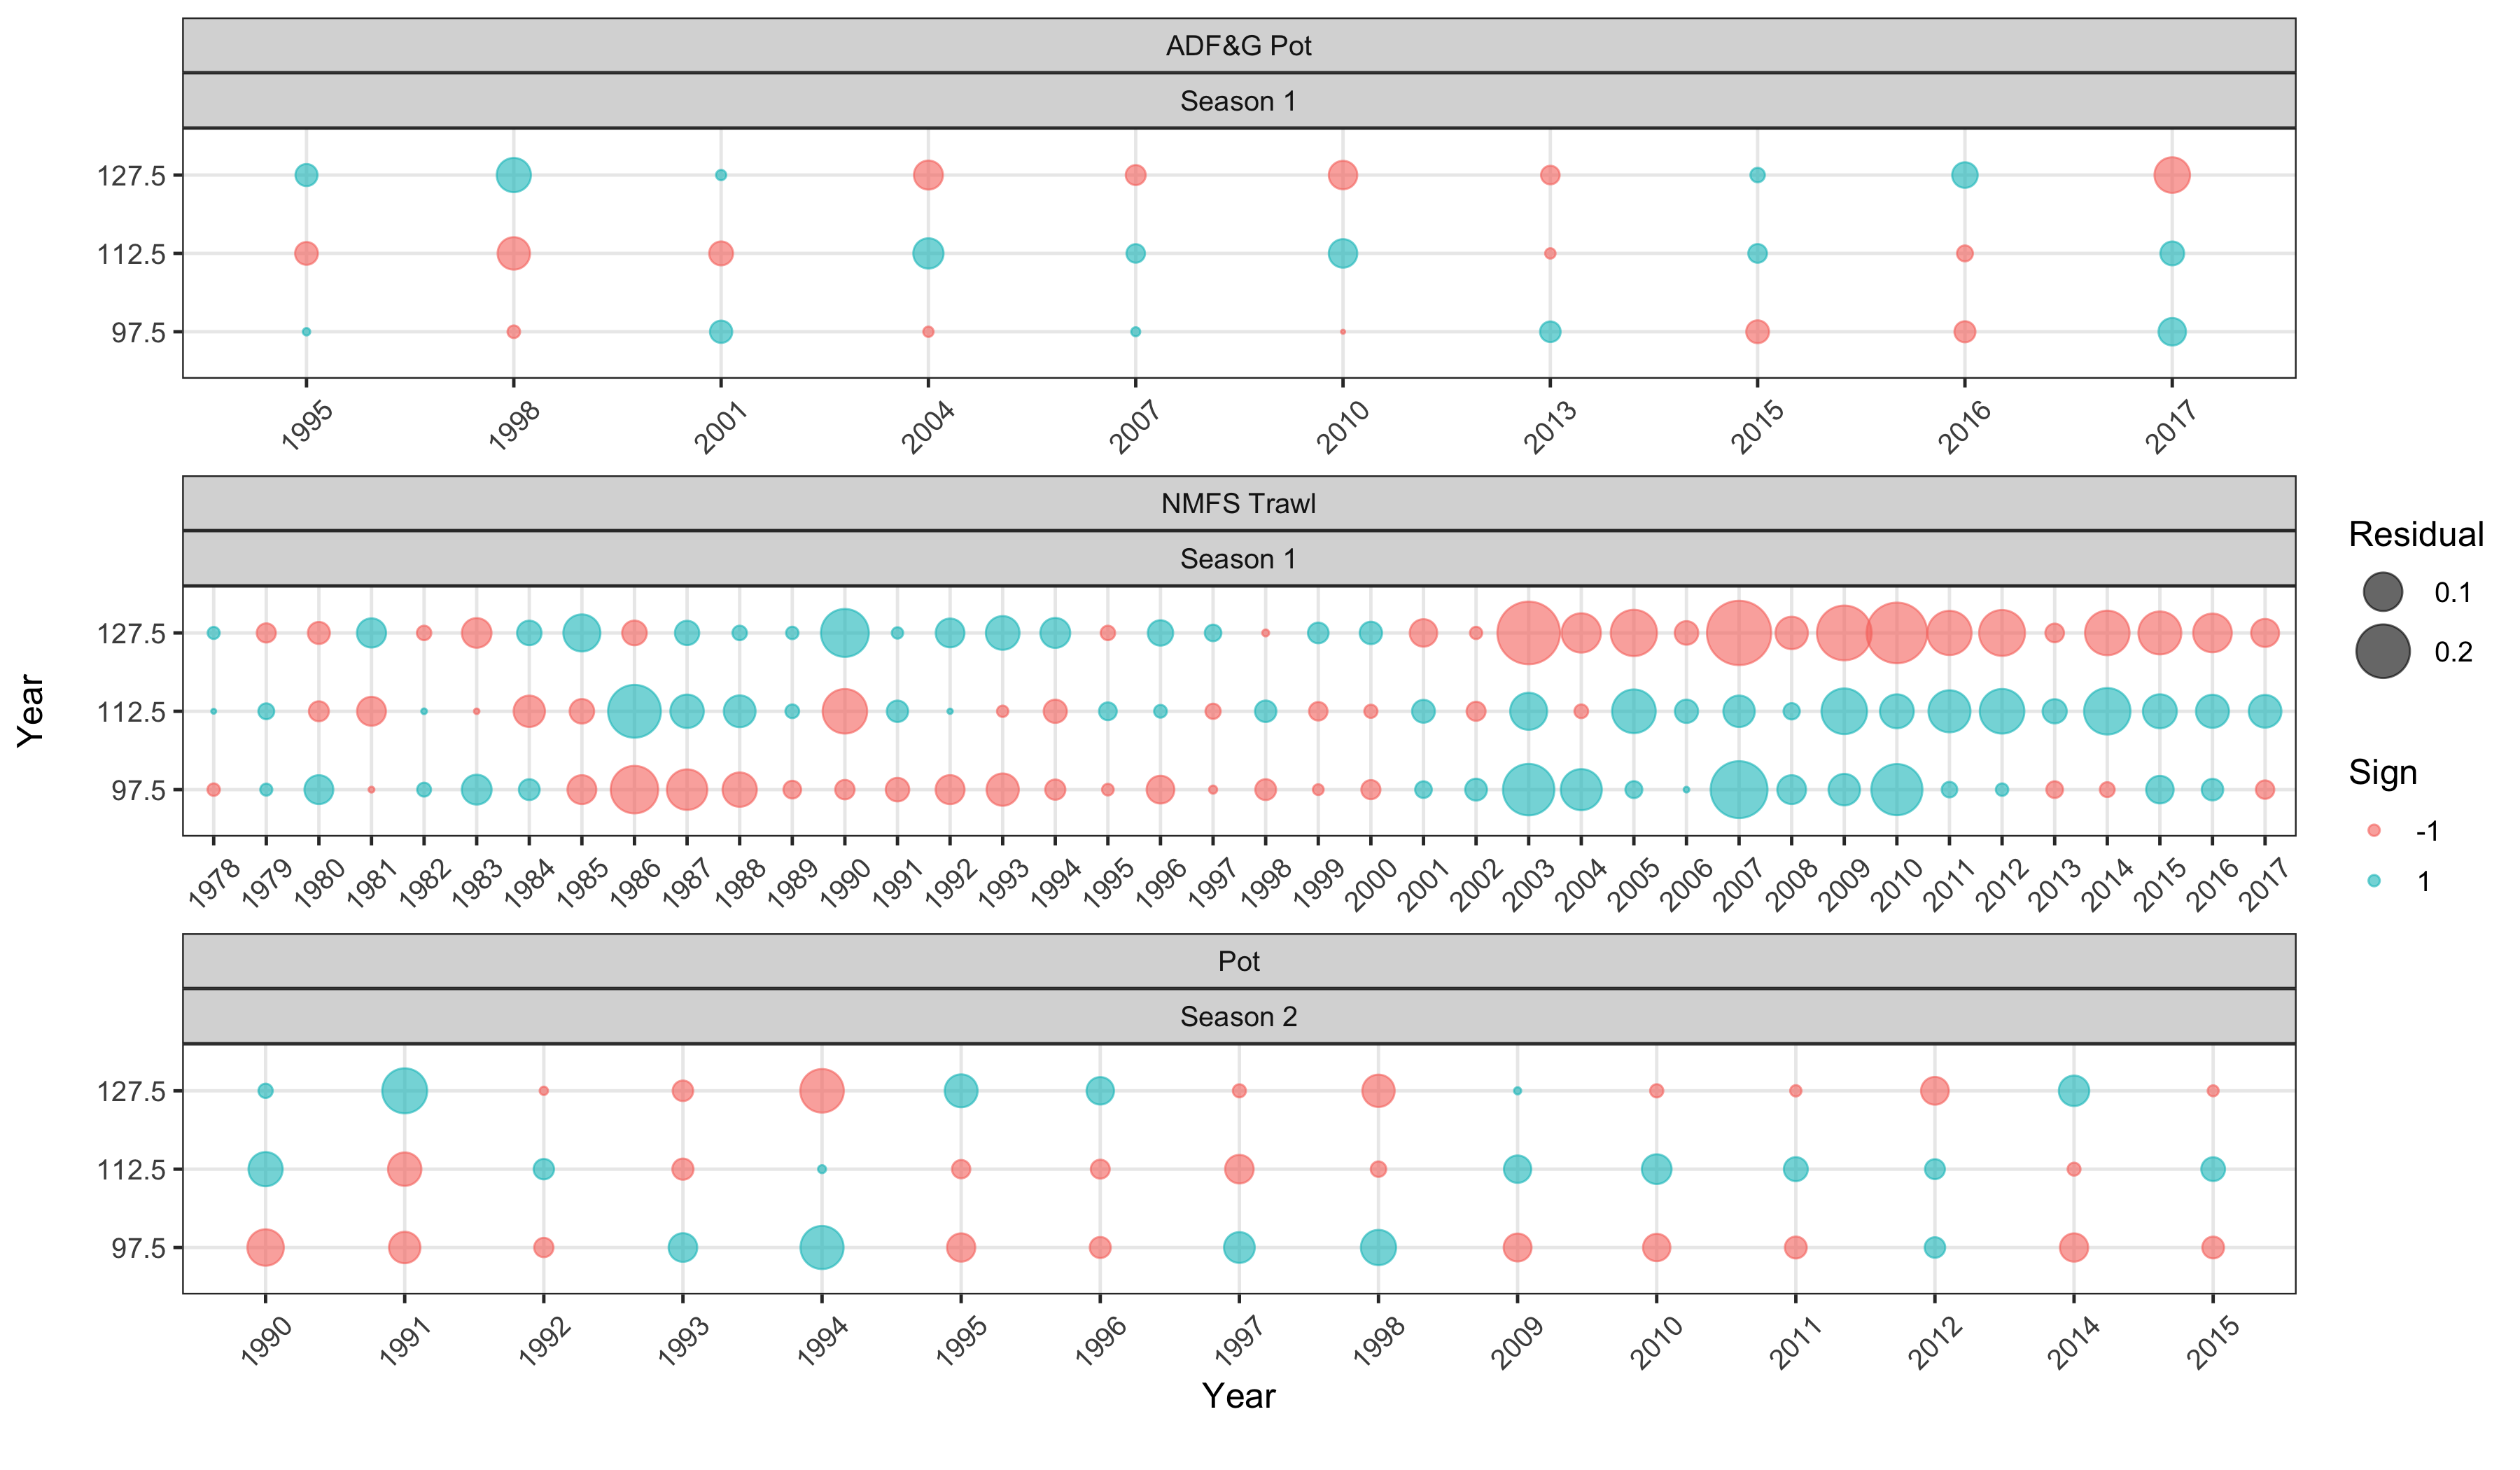 ADF&G Pot
Season 1
127.5
112.5
97.5
1995 1998 2001 2004 2007 2010 2013 2015 2016 2017
NMFS Trawl
Season 1
127.5
112.5
97.5
1978 1979 1980 1981 1982 1983 1984 1985 1986 1987 1988 1989 1990 1991 1992 1993 1994 1995 1996 1997 1998 1999 2000 2001 2002 2003 2004 2005 2006 2007 2008 2009 2010 2011 2012 2013 2014 2015 2016 2017
Pot
Season 2
127.5
112.5
97.5
1990 1991 1992 1993 1994 1995 1996 1997 1998 2009 2010 2011 2012 2014 2015
Year
Year
Residual
0.1
0.2
Sign
-1
1